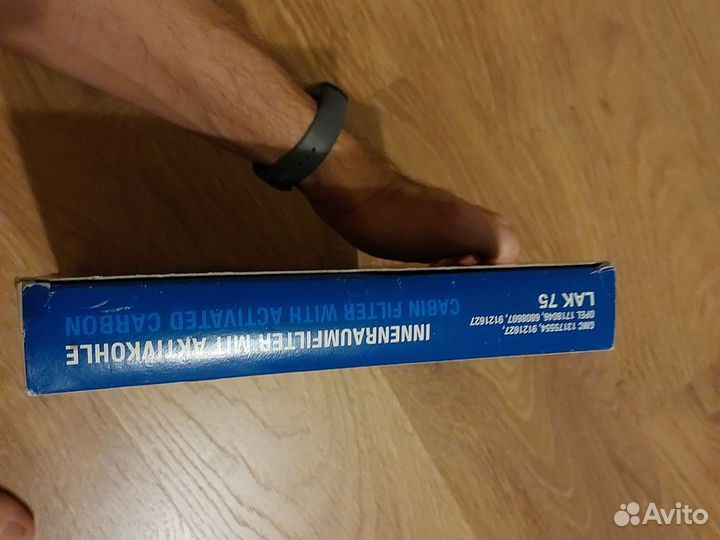 INNENRAUMFILTER MIT AKTIVKOHLE
CABIN FILTER WITH ACTIVATED CARBON
GMC 13175554, 9121627,
OPEL 1718046, 6808607, 9121627
LAK 75
Avito